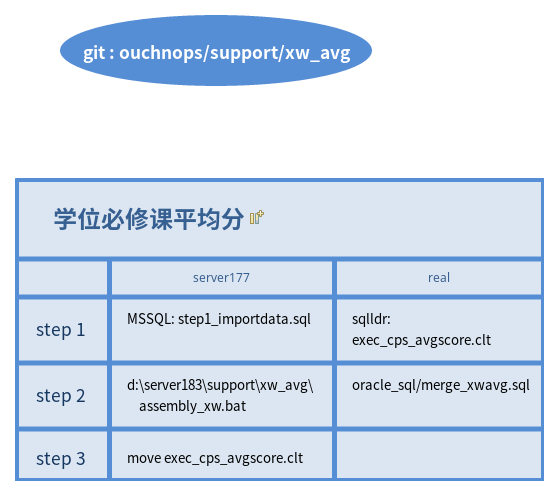 git : ouchnops/support/xw_avg
学位必修课平均分
server177 real
step 1 MSSQL: step1_importdata.sql sqlldr:
exec_cps_avgscore.clt
step 2 d:\server183\support\xw_avg\ oracle_sql/merge_xwavg.sql
assembly_xw.bat
step 3 move exec_cps_avgscore.clt